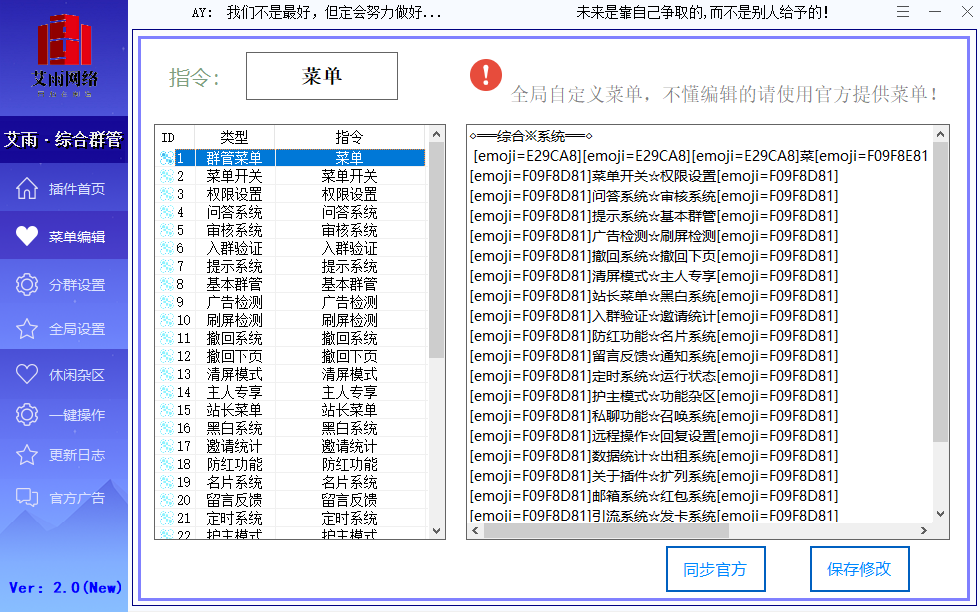 AY: 我们不是最好，但定会努力做好...
未来是靠自己争取的,而不是别人给予的!
艾雨网络
艾雨·综合群管
插件首页
菜单编辑
分群设置
全局设置
休闲杂区
一键操作
更新日志
官方广告
Ver: 2.0(New)
指令:
菜单
全局自定义菜单，不懂编辑的请使用官方提供菜单!
ID 类型 指令
1 群管菜单 菜单
2 菜单开关 菜单开关
3 权限设置 权限设置
4 问答系统 问答系统
5 审核系统 审核系统
6 入群验证 入群验证
7 提示系统 提示系统
8 基本群管 基本群管
9 广告检测 广告检测
10 刷屏检测 刷屏检测
11 撤回系统 撤回系统
12 撤回下页 撤回下页
13 清屏模式 清屏模式
14 主人专享 主人专享
15 站长菜单 站长菜单
16 黑白系统 黑白系统
17 邀请统计 邀请统计
18 防红功能 防红功能
19 名片系统 名片系统
20 留言反馈 留言反馈
21 定时系统 定时系统
22 护主模式 护主模式
◇══综合※系统══◇
[emoji=E29CA8][emoji=E29CA8][emoji=E29CA8]菜[emoji=F09F8E81
[emoji=F09F8D81]菜单开关☆权限设置[emoji=F09F8D81]
[emoji=F09F8D81]问答系统☆审核系统[emoji=F09F8D81]
[emoji=F09F8D81]提示系统☆基本群管[emoji=F09F8D81]
[emoji=F09F8D81]广告检测☆刷屏检测[emoji=F09F8D81]
[emoji=F09F8D81]撤回系统☆撤回下页[emoji=F09F8D81]
[emoji=F09F8D81]清屏模式☆主人专享[emoji=F09F8D81]
[emoji=F09F8D81]站长菜单☆黑白系统[emoji=F09F8D81]
[emoji=F09F8D81]入群验证☆邀请统计[emoji=F09F8D81]
[emoji=F09F8D81]防红功能☆名片系统[emoji=F09F8D81]
[emoji=F09F8D81]留言反馈☆通知系统[emoji=F09F8D81]
[emoji=F09F8D81]定时系统☆运行状态[emoji=F09F8D81]
[emoji=F09F8D81]护主模式☆功能杂区[emoji=F09F8D81]
[emoji=F09F8D81]私聊功能☆召唤系统[emoji=F09F8D81]
[emoji=F09F8D81]远程操作☆回复设置[emoji=F09F8D81]
[emoji=F09F8D81]数据统计☆出租系统[emoji=F09F8D81]
[emoji=F09F8D81]关于插件☆扩列系统[emoji=F09F8D81]
[emoji=F09F8D81]邮箱系统☆红包系统[emoji=F09F8D81]
[emoji=F09F8D81]引流系统☆发卡系统[emoji=F09F8D81]
同步官方
保存修改